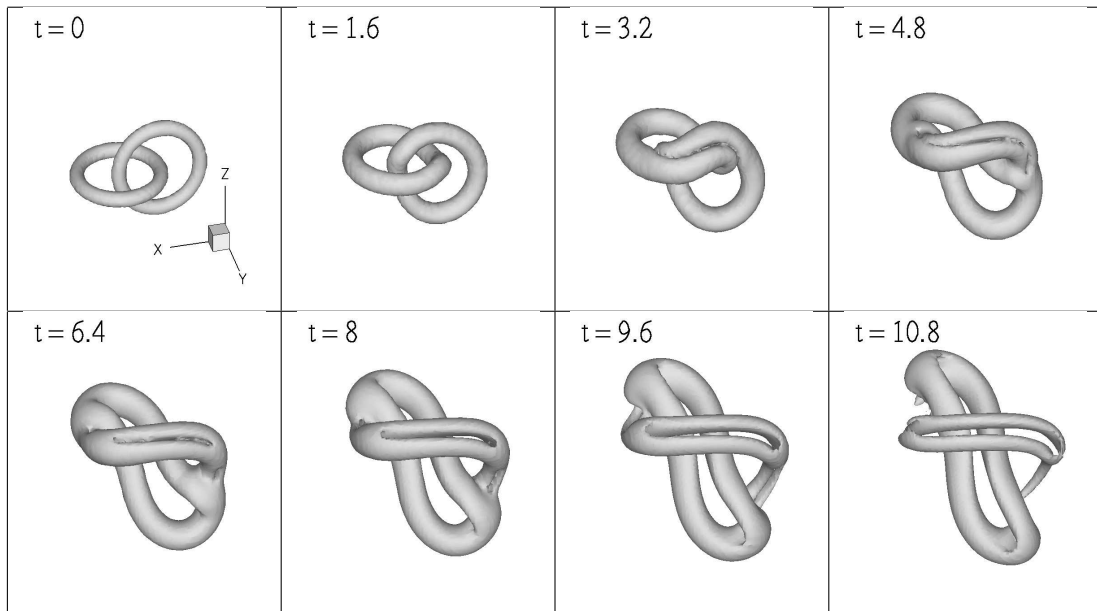 t = 0
t = 1.6
t = 3.2
t = 4.8
Z
X
Y
t = 6.4
t = 8
t = 9.6
t = 10.8